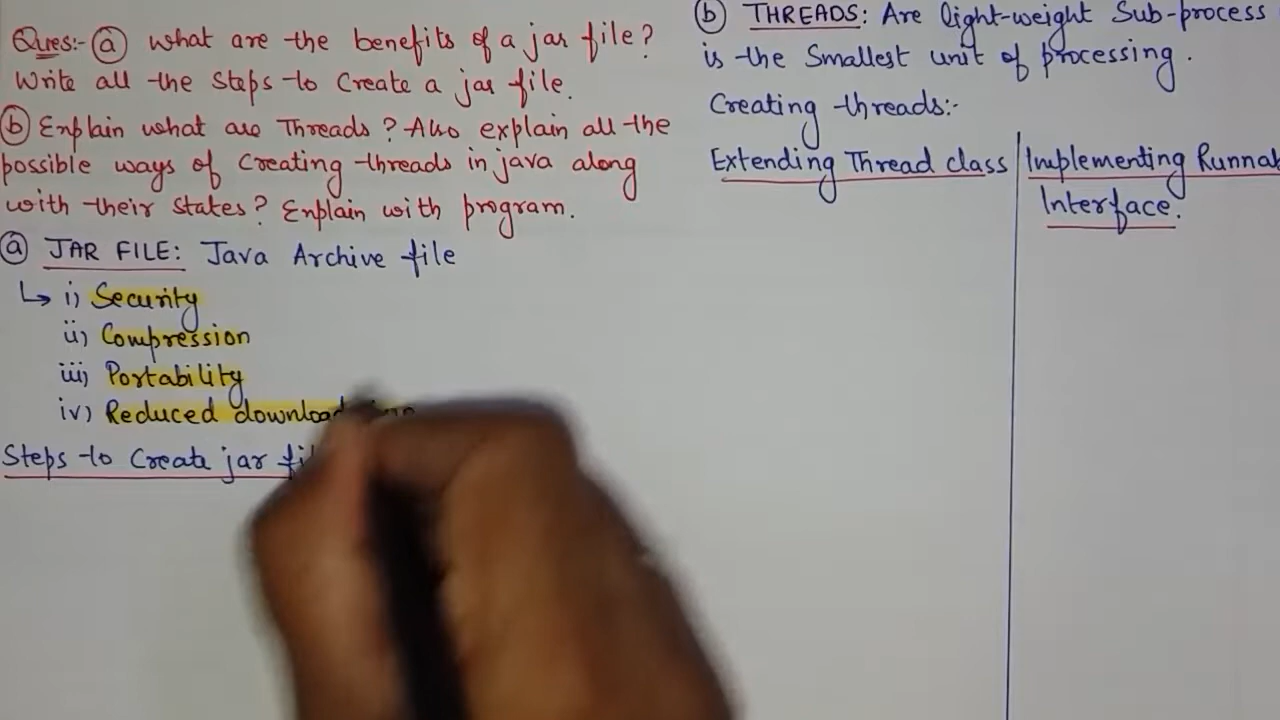 Ques:- (a) What are the benefits of a jar file?
Write all the steps to create a jar file.
(b) Explain what are Threads? Also explain all the
possible ways of creating threads in java along
with their states? Explain with program.
(a) JAR FILE: Java Archive file
↳ i) Security
ii) Compression
iii) Portability
iv) Reduced download
Steps to create jar
(b) THREADS: Are light-weight sub-process
is the smallest unit of processing.
Creating threads:-
Extending Thread class
Implementing Runnab
Interface.